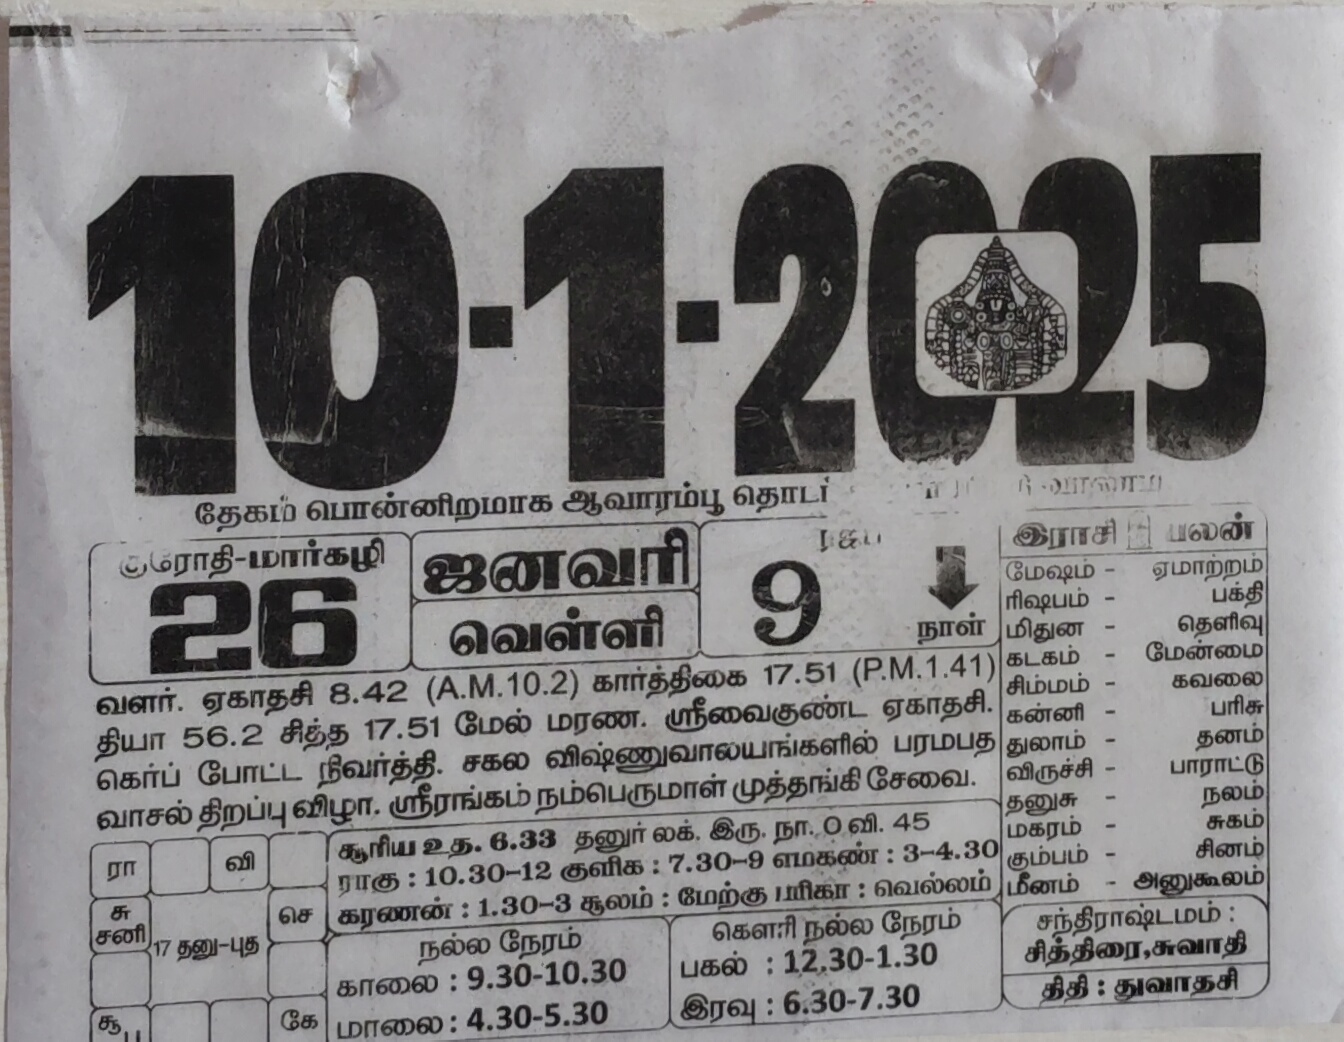 10-1-2025
தேகம் பொன்னிறமாக ஆவாரம்பூ
குரோதி-மார்கழி
26
ஜனவரி
வெள்ளி
ரஜப்
9
நாள்
வளர். ஏகாதசி 8.42 (A.M.10.2) கார்த்திகை 17.51 (P.M.1.41)
தியா 56.2 சித்த 17.51 மேல் மரண. ஸ்ரீவைகுண்ட ஏகாதசி.
கெர்ப் போட்ட நிவர்த்தி. சகல விஷ்ணுவாலயங்களில் பரமபத
வாசல் திறப்பு விழா. ஸ்ரீரங்கம் நம்பெருமாள் முத்தங்கி சேவை.
இராசி பலன்
மேஷம் - ஏமாற்றம்
ரிஷபம் - பக்தி
மிதுன - தெளிவு
கடகம் - மேன்மை
சிம்மம் - கவலை
கன்னி - பரிசு
துலாம் - தனம்
விருச்சி - பாராட்டு
தனுசு - நலம்
மகரம் - சுகம்
கும்பம் - சினம்
மீனம் - அனுகூலம்
சந்திராஷ்டமம் :
சித்திரை,சுவாதி
திதி : துவாதசி
ரா வி
சு
சனி
செ
17 தனு-புத
சூ கே
சூரிய உத. 6.33 தனுர் லக். இரு. நா. 0 வி. 45
ராகு : 10.30-12 குளிக : 7.30-9 எமகண் : 3-4.30
கரணன் : 1.30-3 சூலம் : மேற்கு பரிகா : வெல்லம்
நல்ல நேரம்
காலை : 9.30-10.30
மாலை : 4.30-5.30
கௌரி நல்ல நேரம்
பகல் : 12.30-1.30
இரவு : 6.30-7.30